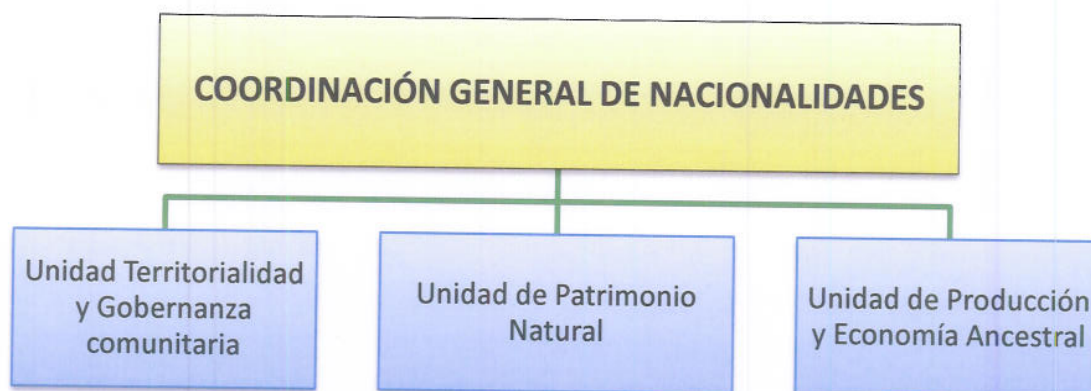 COORDINACIÓN GENERAL DE NACIONALIDADES
Unidad Territorialidad
y Gobernanza
comunitaria
Unidad de Patrimonio
Natural
Unidad de Producción
y Economía Ancestral